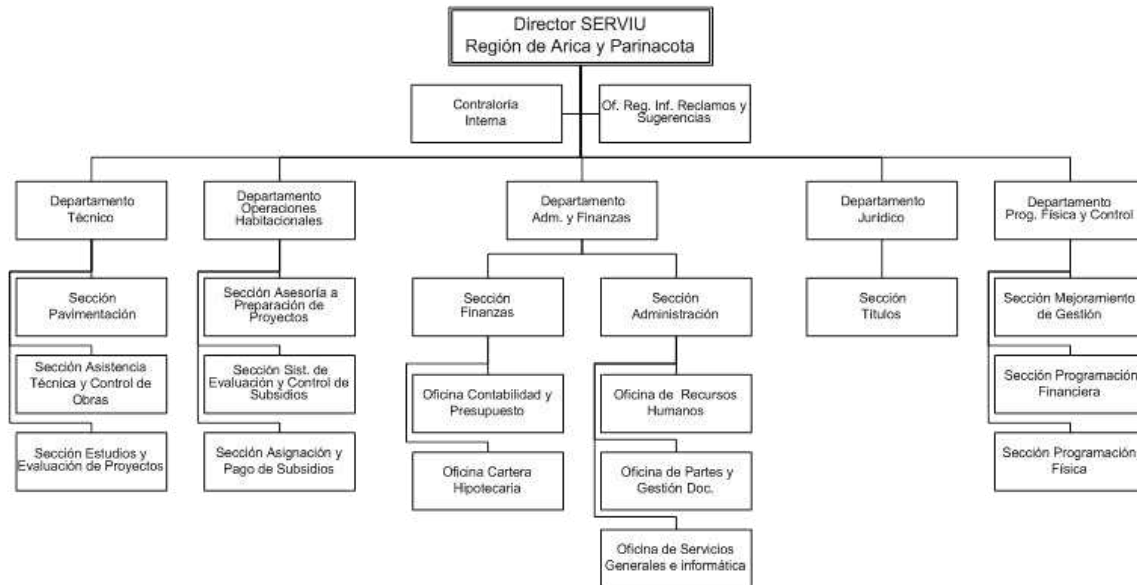 Director SERVIU
Región de Arica y Parinacota
Contraloría
Interna
Of. Reg. Inf. Reclamos y
Sugerencias
Departamento
Técnico
Departamento
Operaciones
Habitacionales
Departamento
Adm. y Finanzas
Departamento
Jurídico
Departamento
Prog. Física y Control
Sección
Pavimentación
Sección Asesoría a
Preparación de
Proyectos
Sección
Finanzas
Sección
Administración
Sección
Títulos
Sección Mejoramiento
de Gestión
Sección Asistencia
Técnica y Control de
Obras
Sección Sist. de
Evaluación y Control de
Subsidios
Oficina Contabilidad y
Presupuesto
Oficina de Recursos
Humanos
Sección Programación
Financiera
Sección Estudios y
Evaluación de Proyectos
Sección Asignación y
Pago de Subsidios
Oficina Cartera
Hipotecaria
Oficina de Partes y
Gestión Doc.
Sección Programación
Física
Oficina de Servicios
Generales e informática